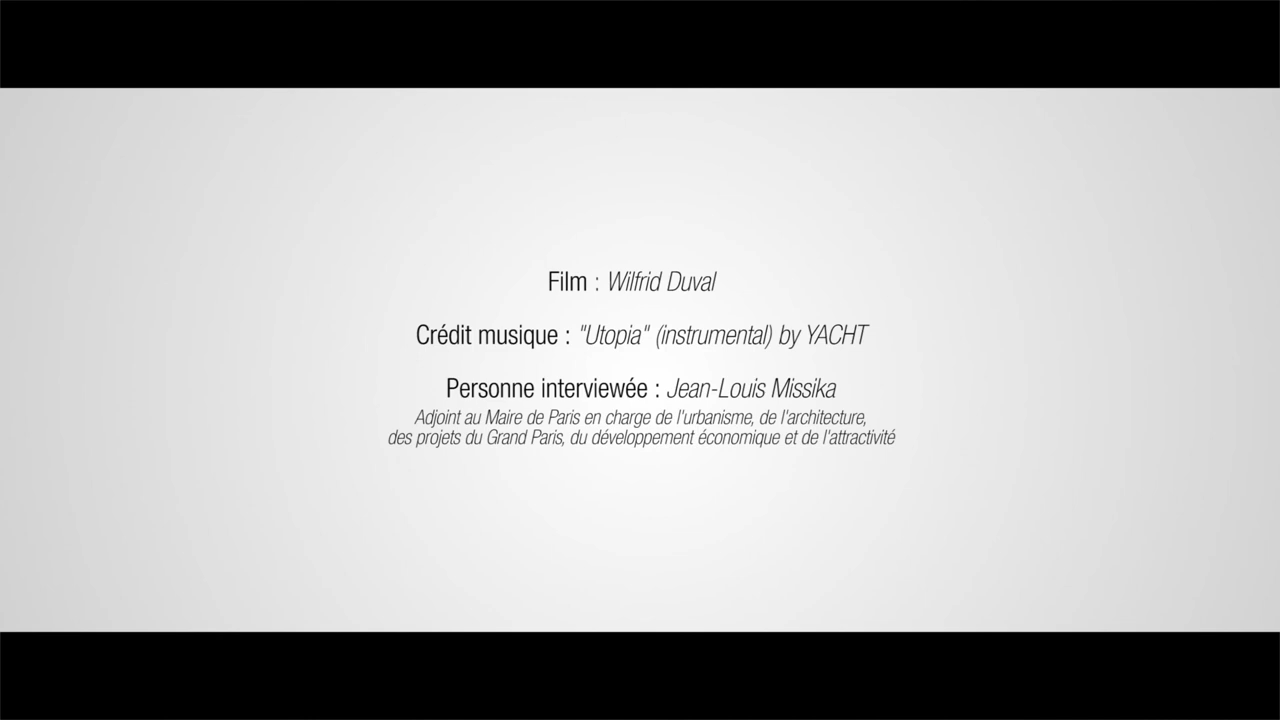 Film : Wilfrid Duval
Crédit musique : "Utopia" (instrumental) by YACHT
Personne interviewée : Jean-Louis Missika
Adjoint au Maire de Paris en charge de l'urbanisme, de l'architecture,
des projets du Grand Paris, du développement économique et de l'attractivité